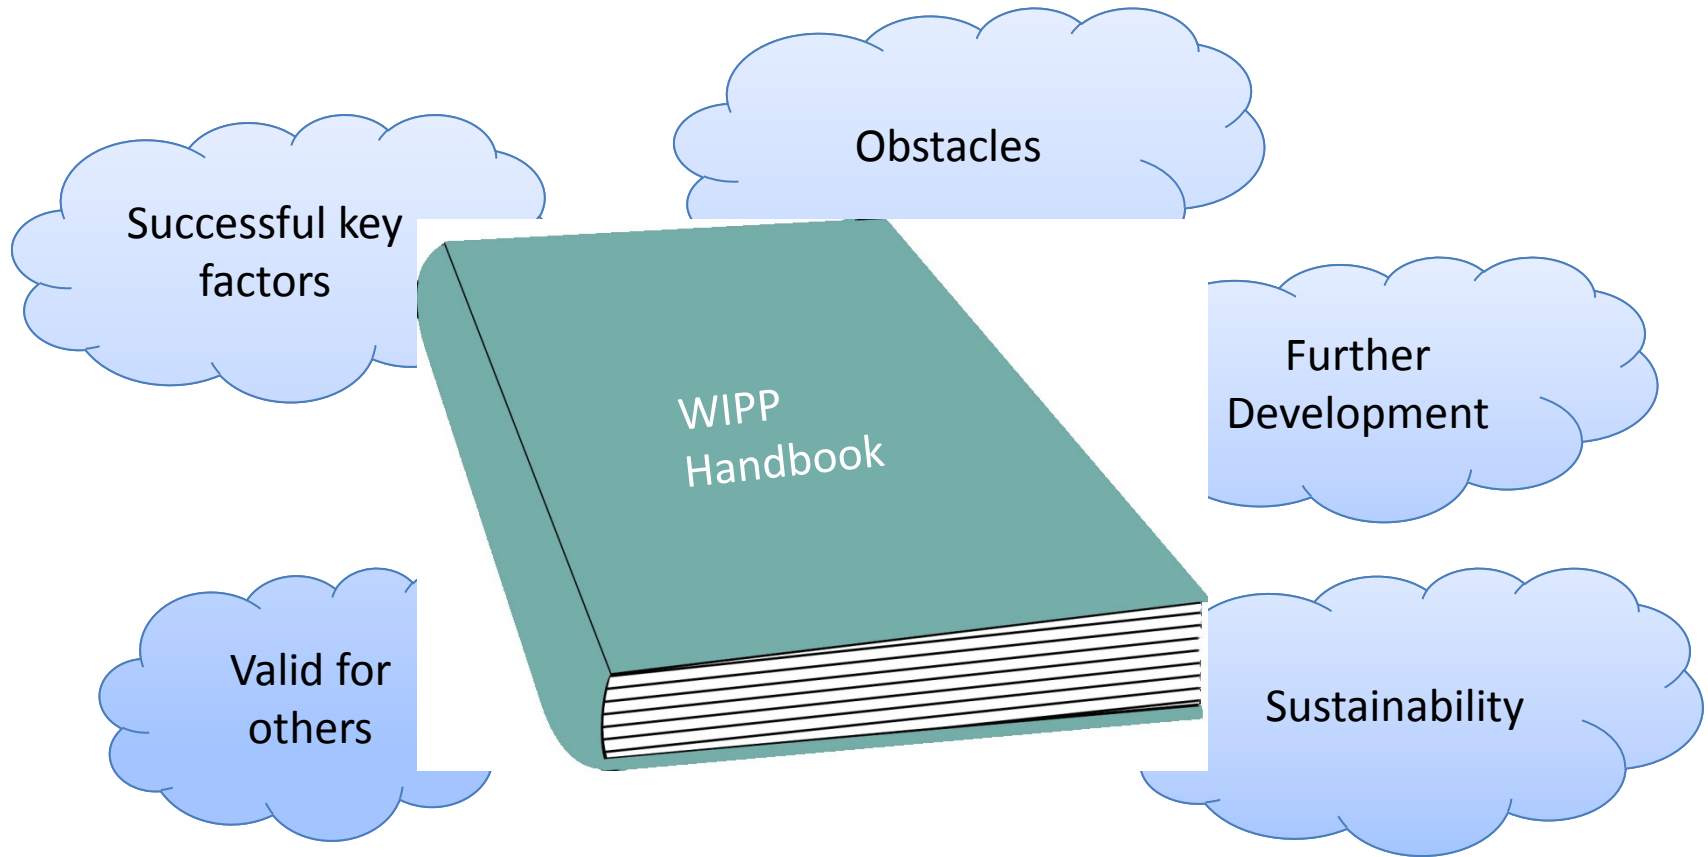 Obstacles
Successful key
factors
WIPP
Handbook
Further
Development
Valid for
others
Sustainability